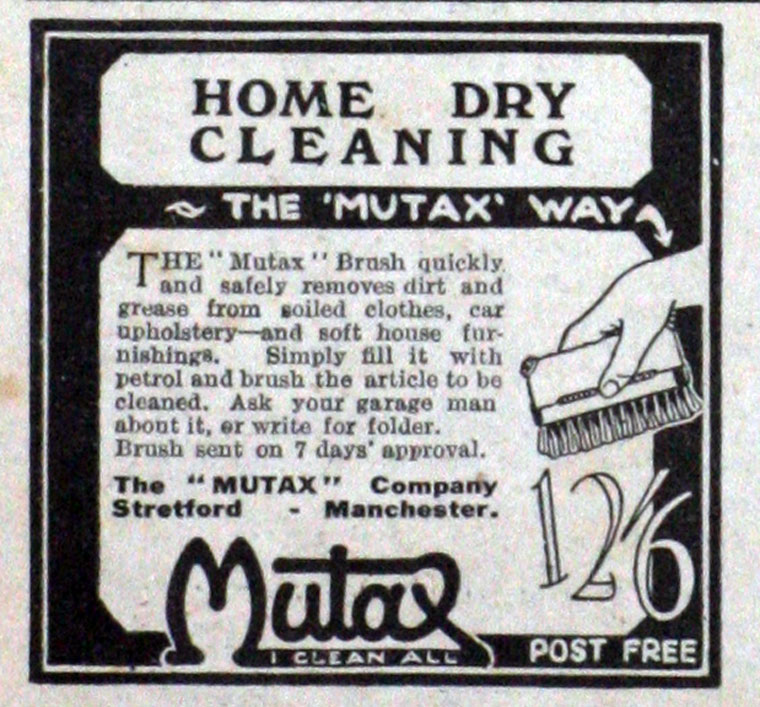 HOME DRY
CLEANING
THE 'MUTAX' WAY
THE "Mutax" Brush quickly
and safely removes dirt and
grease from soiled clothes, car
upholstery—and soft house fur-
nishings. Simply fill it with
petrol and brush the article to be
cleaned. Ask your garage man
about it, or write for folder.
Brush sent on 7 days' approval.
The "MUTAX" Company
Stretford - Manchester.
12/6
Mutax
I CLEAN ALL
POST FREE